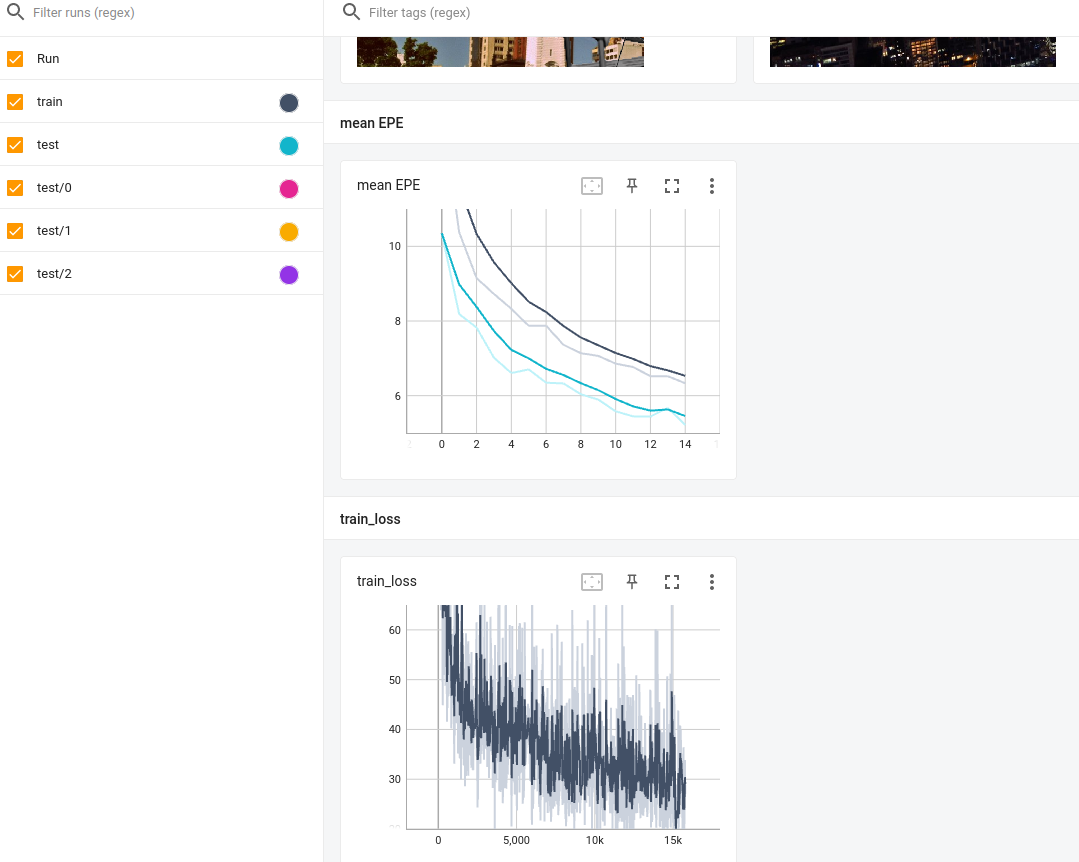 Filter runs (regex)
Filter tags (regex)
Run
train
test
test/0
test/1
test/2
mean EPE
mean EPE
10
8
6
0 2 4 6 8 10 12 14
train_loss
train_loss
60
50
40
30
0 5,000 10k 15k